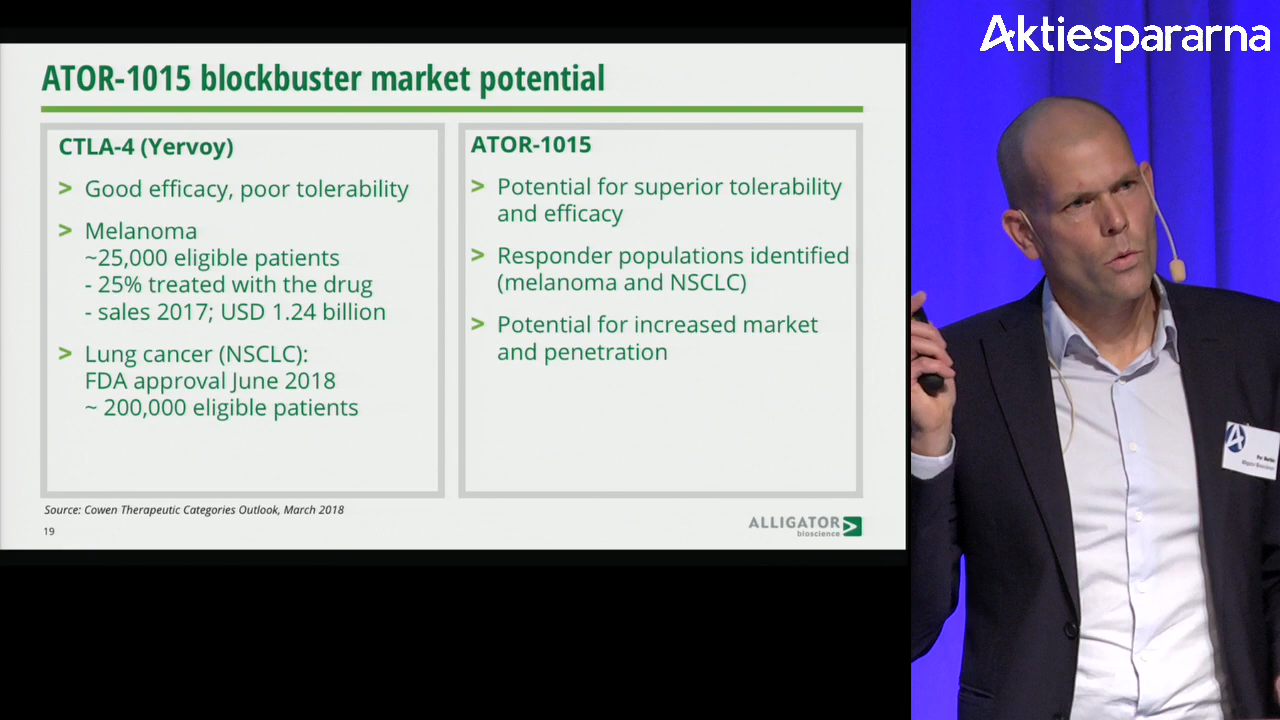 Aktiespararna
ATOR-1015 blockbuster market potential
CTLA-4 (Yervoy)
> Good efficacy, poor tolerability
> Melanoma
~25,000 eligible patients
- 25% treated with the drug
- sales 2017; USD 1.24 billion
> Lung cancer (NSCLC):
FDA approval June 2018
~ 200,000 eligible patients
ATOR-1015
> Potential for superior tolerability
and efficacy
> Responder populations identified
(melanoma and NSCLC)
> Potential for increased market
and penetration
Source: Cowen Therapeutic Categories Outlook, March 2018
19
ALLIGATOR
bioscience